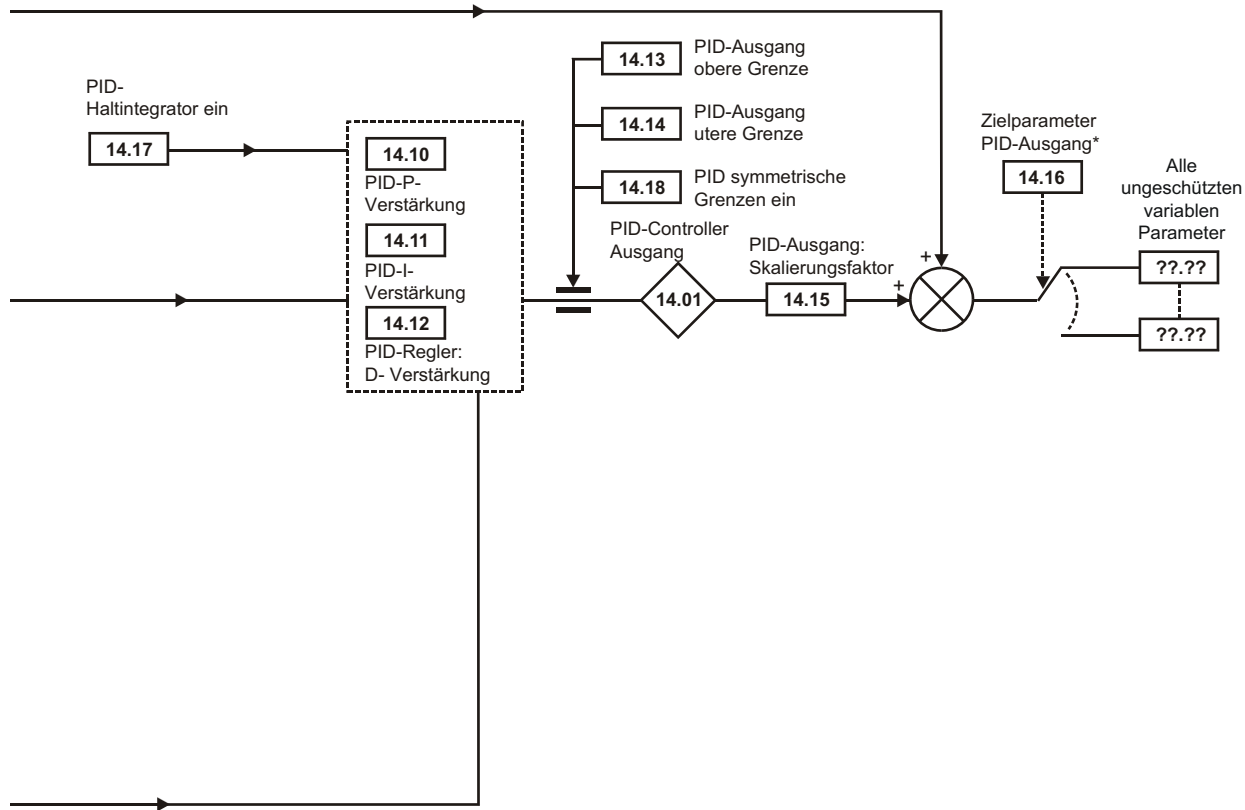 PID-
Haltintegrator ein
14.17
14.10
PID-P-
Verstärkung
14.11
PID-I-
Verstärkung
14.12
PID-Regler:
D- Verstärkung
14.13
PID-Ausgang
obere Grenze
14.14
PID-Ausgang
utere Grenze
14.18
PID symmetrische
Grenzen ein
PID-Controller
Ausgang
14.01
PID-Ausgang:
Skalierungsfaktor
14.15
+
+
Zielparameter
PID-Ausgang*
14.16
Alle
ungeschützten
variablen
Parameter
??.??
??.??